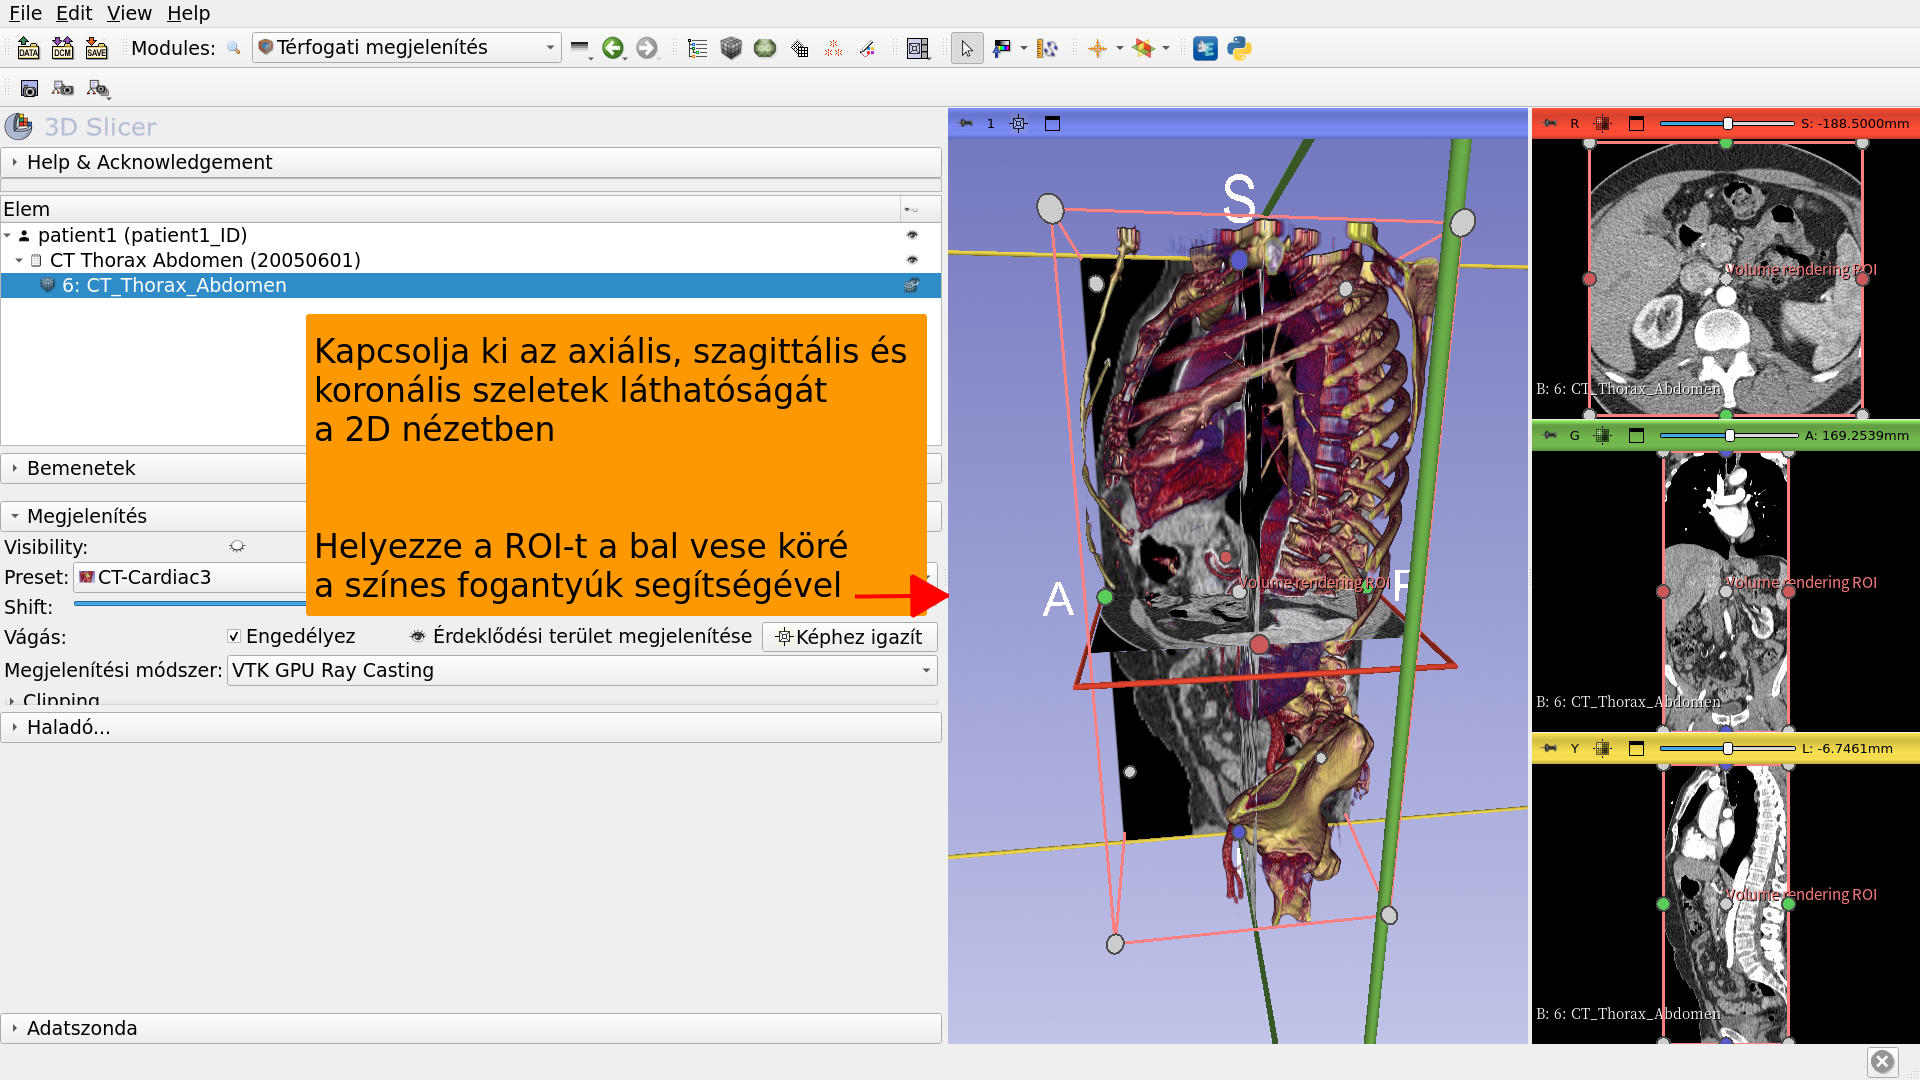 File Edit View Help
DATA DCM SAVE Modules: Térfogati megjelenítés
3D Slicer
Help & Acknowledgement
Elem
patient1 (patient1_ID)
CT Thorax Abdomen (20050601)
6: CT_Thorax_Abdomen
Kapcsolja ki az axiális, szagittális és
koronális szeletek láthatóságát
a 2D nézetben
Helyezze a ROI-t a bal vese köré
a színes fogantyúk segítségével
Bemenetek
Megjelenítés
Visibility:
Preset: CT-Cardiac3
Shift:
Vágás: Engedélyez Érdeklődési terület megjelenítése Képhez igazít
Megjelenítési módszer: VTK GPU Ray Casting
Clipping
Haladó...
Adatszonda
1
S
A
P
Volume rendering ROI
R S: -188.5000mm
Volume rendering ROI
B: 6: CT_Thorax_Abdomen
G A: 169.2539mm
Volume rendering ROI
B: 6: CT_Thorax_Abdomen
Y L: -6.7461mm
Volume rendering ROI
B: 6: CT_Thorax_Abdomen